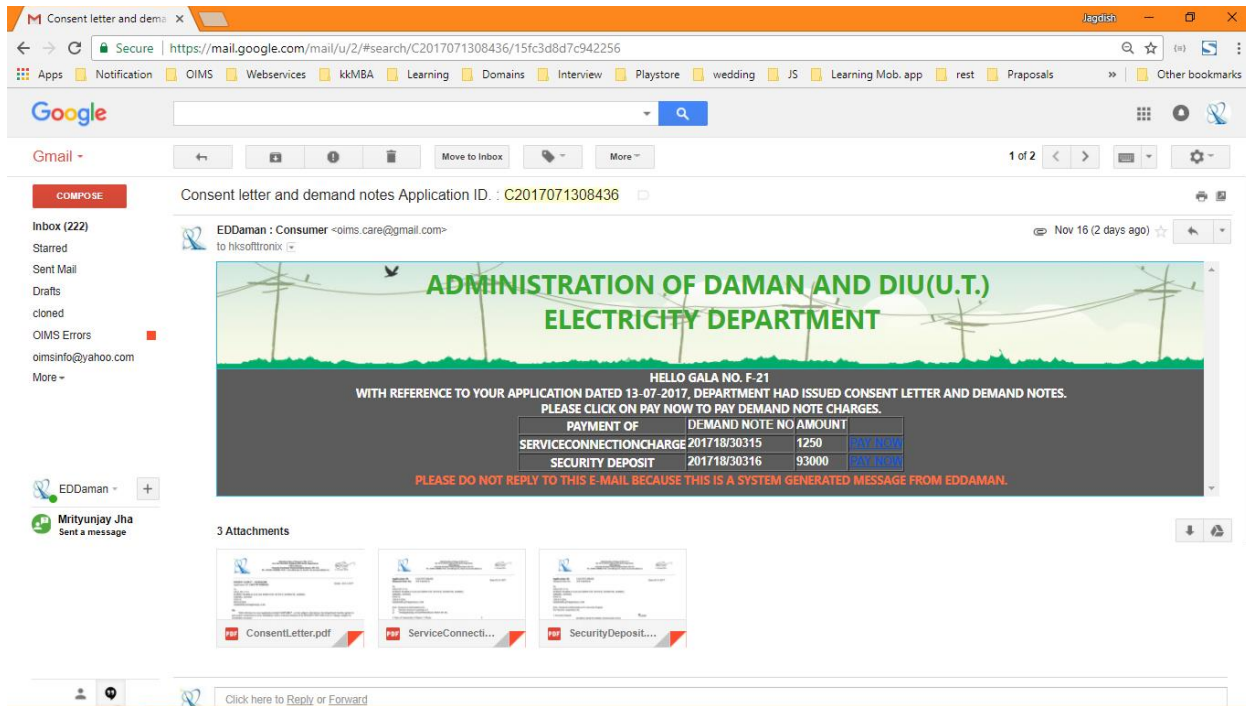 Consent letter and dema
Jagdish
Secure https://mail.google.com/mail/u/2/#search/C2017071308436/15fc3d8d7c942256
Apps Notification OIMS Webservices kkMBA Learning Domains Interview Playstore wedding JS Learning Mob. app rest Praposals » Other bookmarks
Google
Gmail
Move to Inbox More 1 of 2
COMPOSE
Consent letter and demand notes Application ID. : C2017071308436
Inbox (222)
Starred
Sent Mail
Drafts
cloned
OIMS Errors
oimsinfo@yahoo.com
More
EDDaman
Mrityunjay Jha
Sent a message
EDDaman : Consumer <oims.care@gmail.com>
to hksofttronix
Nov 16 (2 days ago)
ADMINISTRATION OF DAMAN AND DIU(U.T.)
ELECTRICITY DEPARTMENT
HELLO GALA NO. F-21
WITH REFERENCE TO YOUR APPLICATION DATED 13-07-2017, DEPARTMENT HAD ISSUED CONSENT LETTER AND DEMAND NOTES.
PLEASE CLICK ON PAY NOW TO PAY DEMAND NOTE CHARGES.
PAYMENT OF DEMAND NOTE NO AMOUNT
SERVICECONNECTIONCHARGE 201718/30315 1250 PAY NOW
SECURITY DEPOSIT 201718/30316 93000 PAY NOW
PLEASE DO NOT REPLY TO THIS E-MAIL BECAUSE THIS IS A SYSTEM GENERATED MESSAGE FROM EDDAMAN.
3 Attachments
PDF ConsentLetter.pdf
PDF ServiceConnecti...
PDF SecurityDeposit....
Click here to Reply or Forward